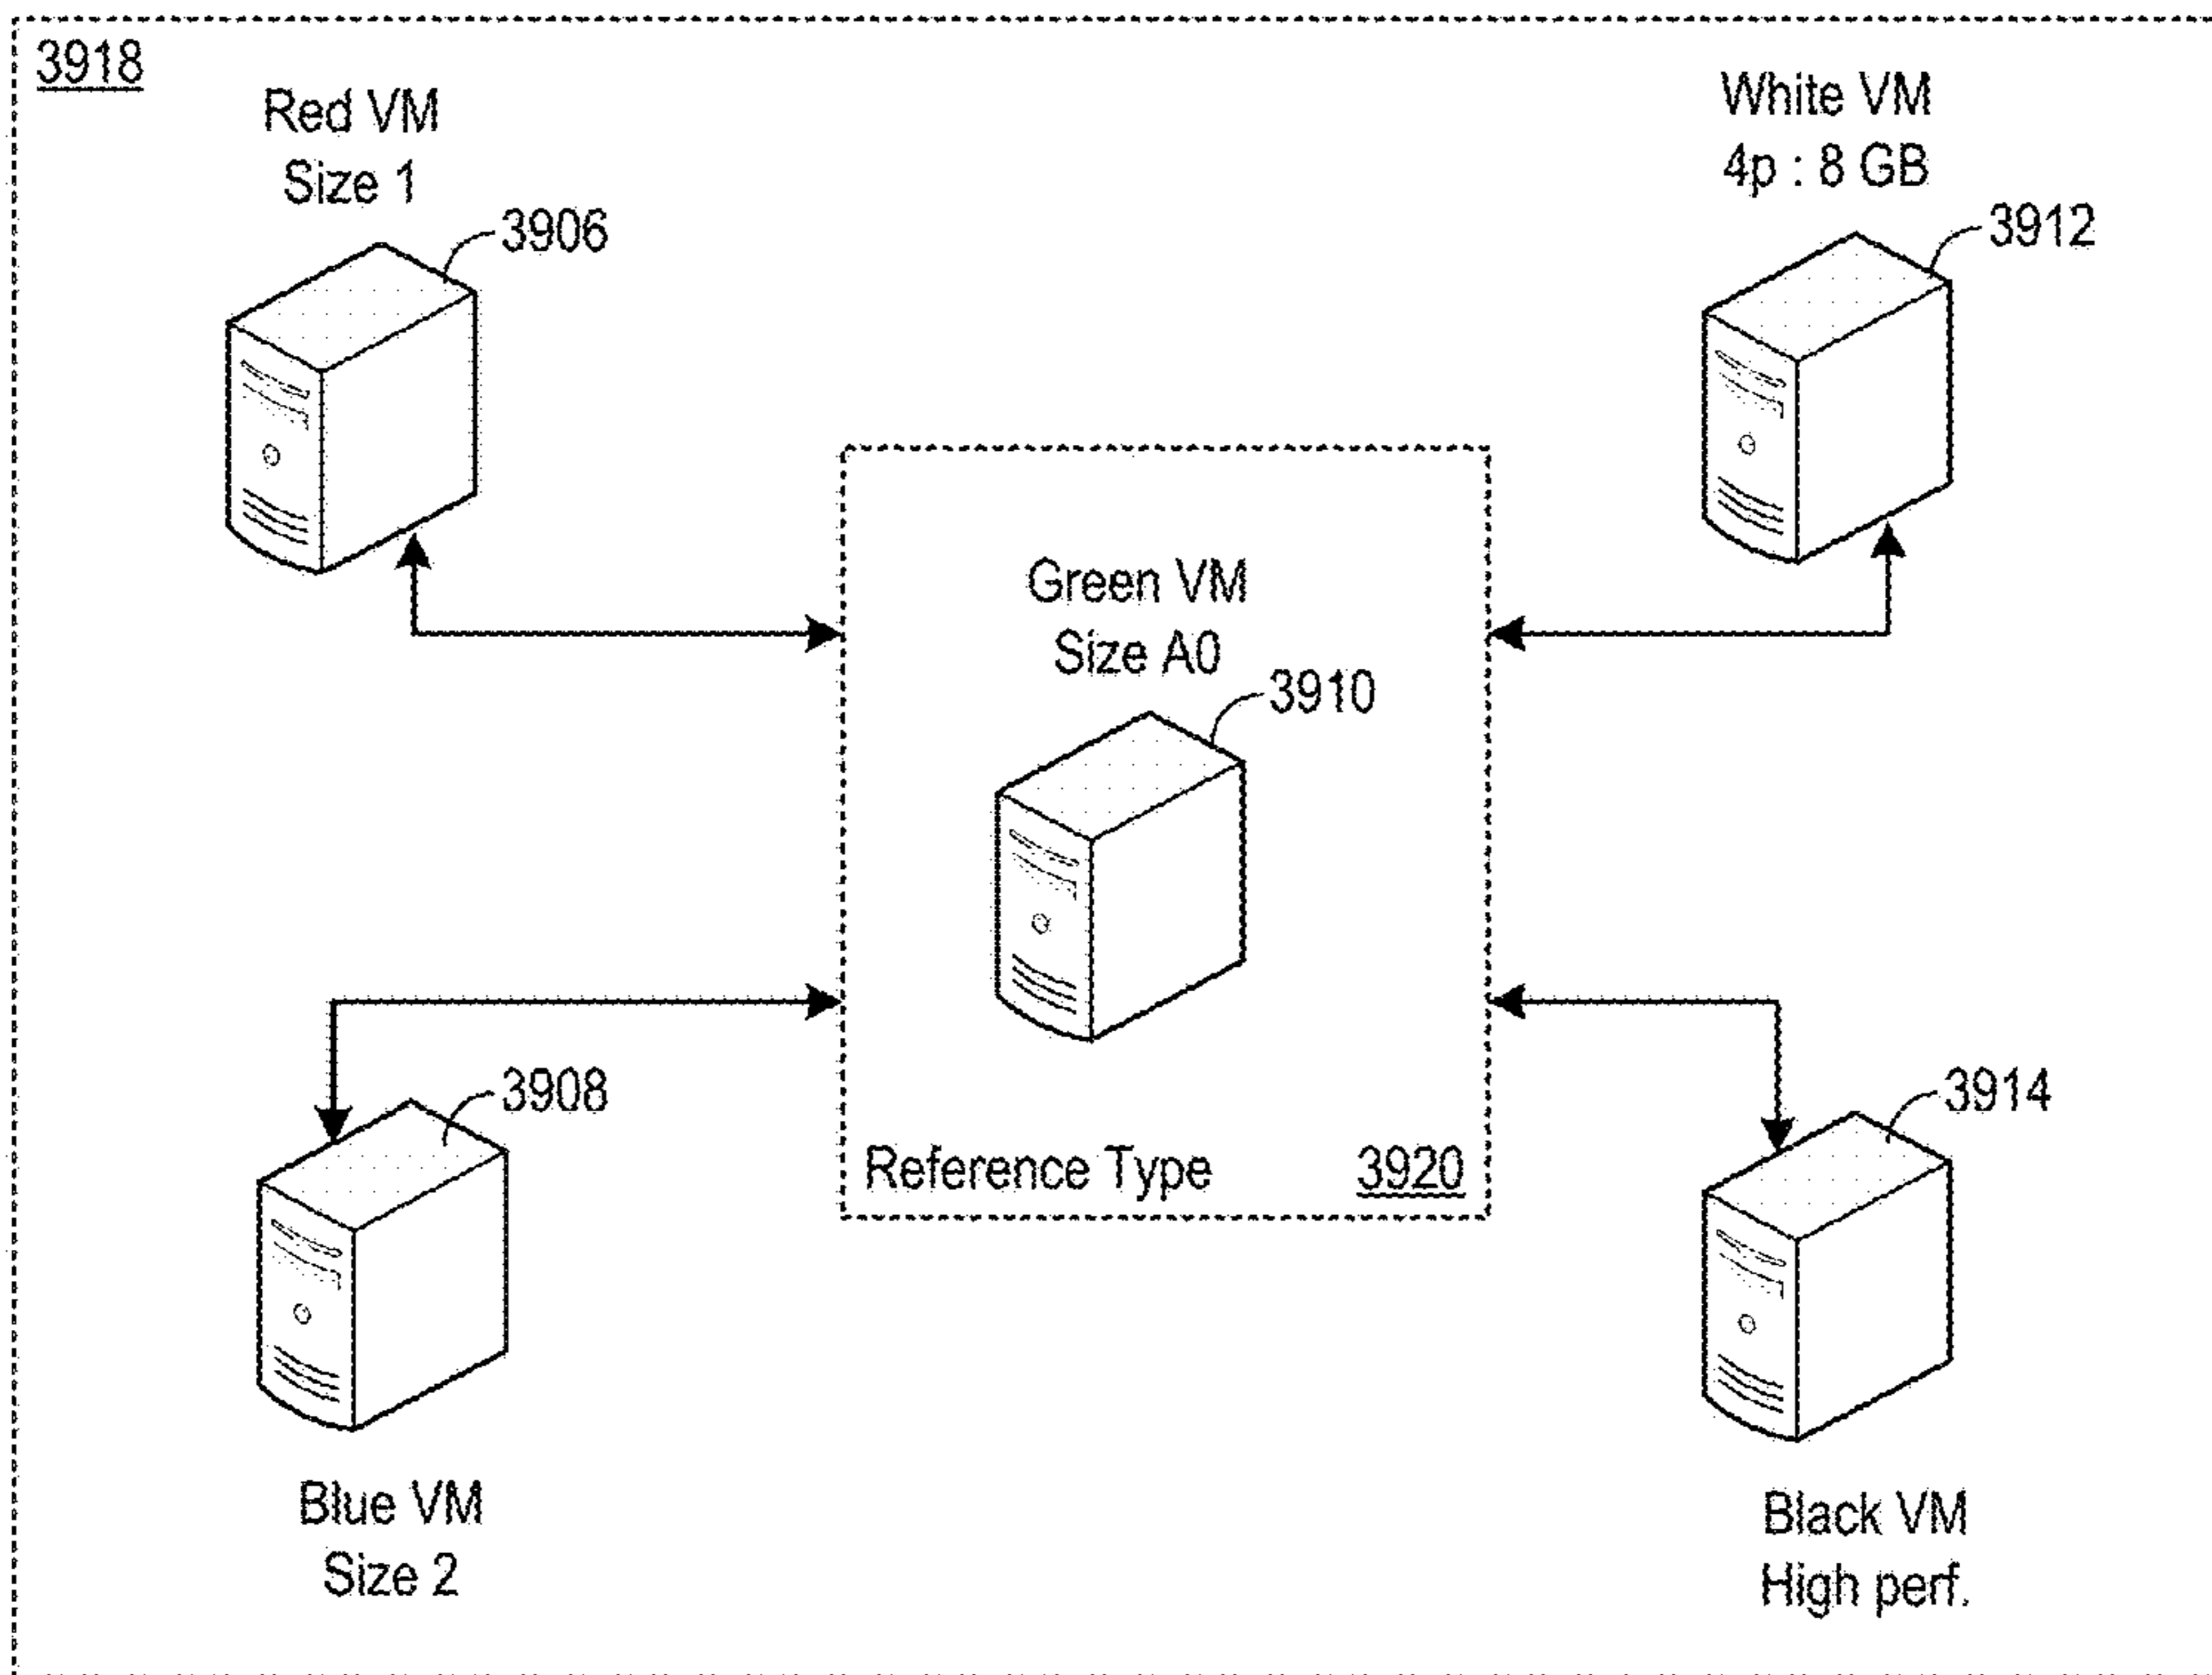 3918
Red VM
Size 1
3906
White VM
4p : 8 GB
3912
Green VM
Size A0
3910
Reference Type
3920
3908
Blue VM
Size 2
3914
Black VM
High perf.